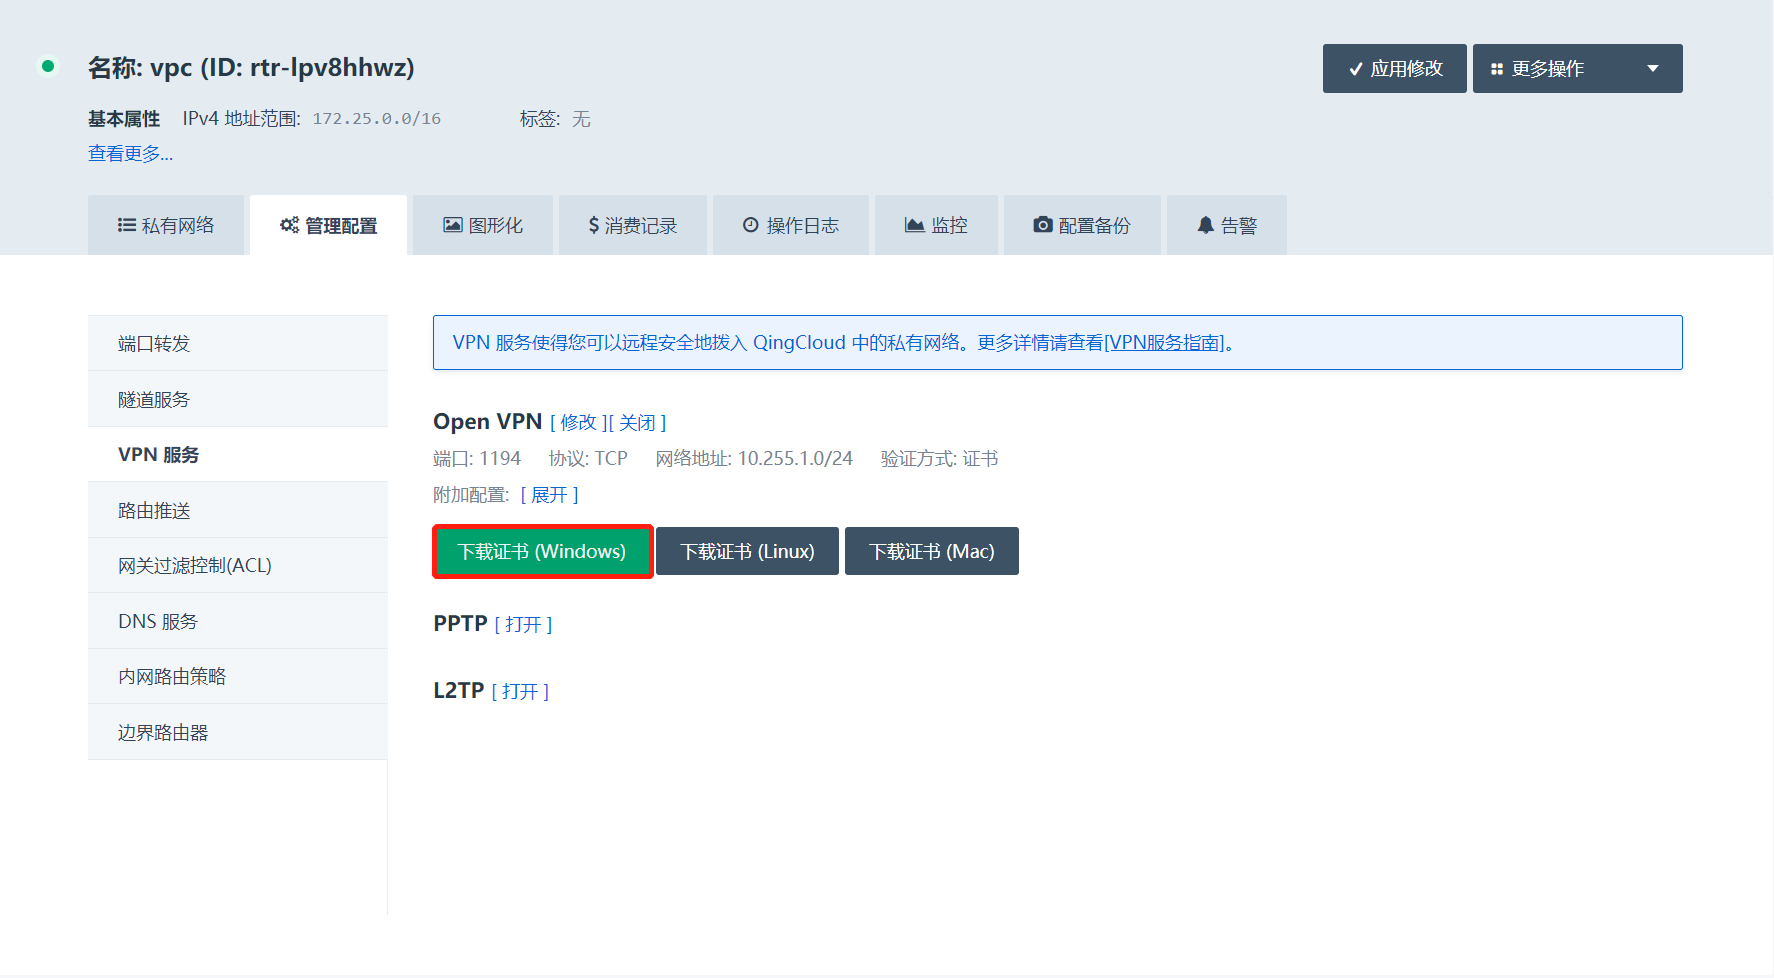 名称: vpc (ID: rtr-lpv8hhwz)
应用修改
更多操作
基本属性 IPv4 地址范围: 172.25.0.0/16 标签: 无
查看更多...
私有网络
管理配置
图形化
消费记录
操作日志
监控
配置备份
告警
端口转发
隧道服务
VPN 服务
路由推送
网关过滤控制(ACL)
DNS 服务
内网路由策略
边界路由器
VPN 服务使得您可以远程安全地拨入 QingCloud 中的私有网络。更多详情请查看[VPN服务指南]。
Open VPN [ 修改 ][ 关闭 ]
端口: 1194 协议: TCP 网络地址: 10.255.1.0/24 验证方式: 证书
附加配置: [ 展开 ]
下载证书 (Windows)
下载证书 (Linux)
下载证书 (Mac)
PPTP [ 打开 ]
L2TP [ 打开 ]